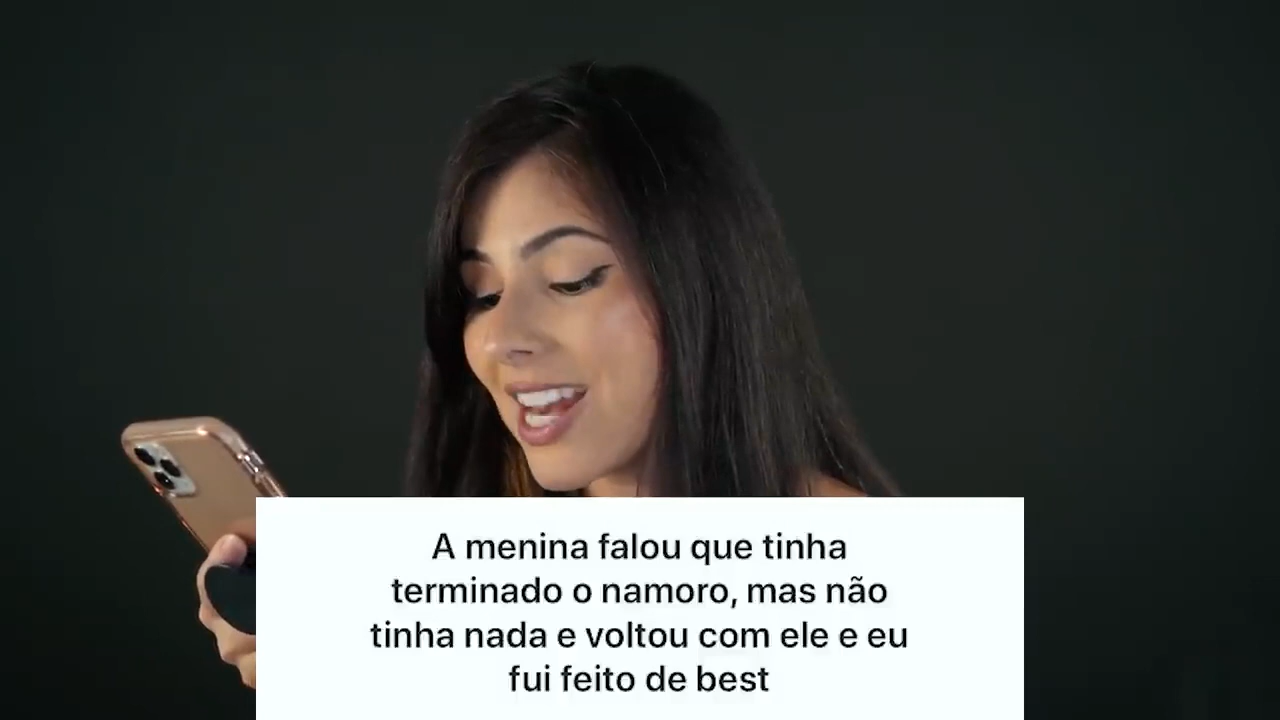 A menina falou que tinha
terminado o namoro, mas não
tinha nada e voltou com ele e eu
fui feito de best